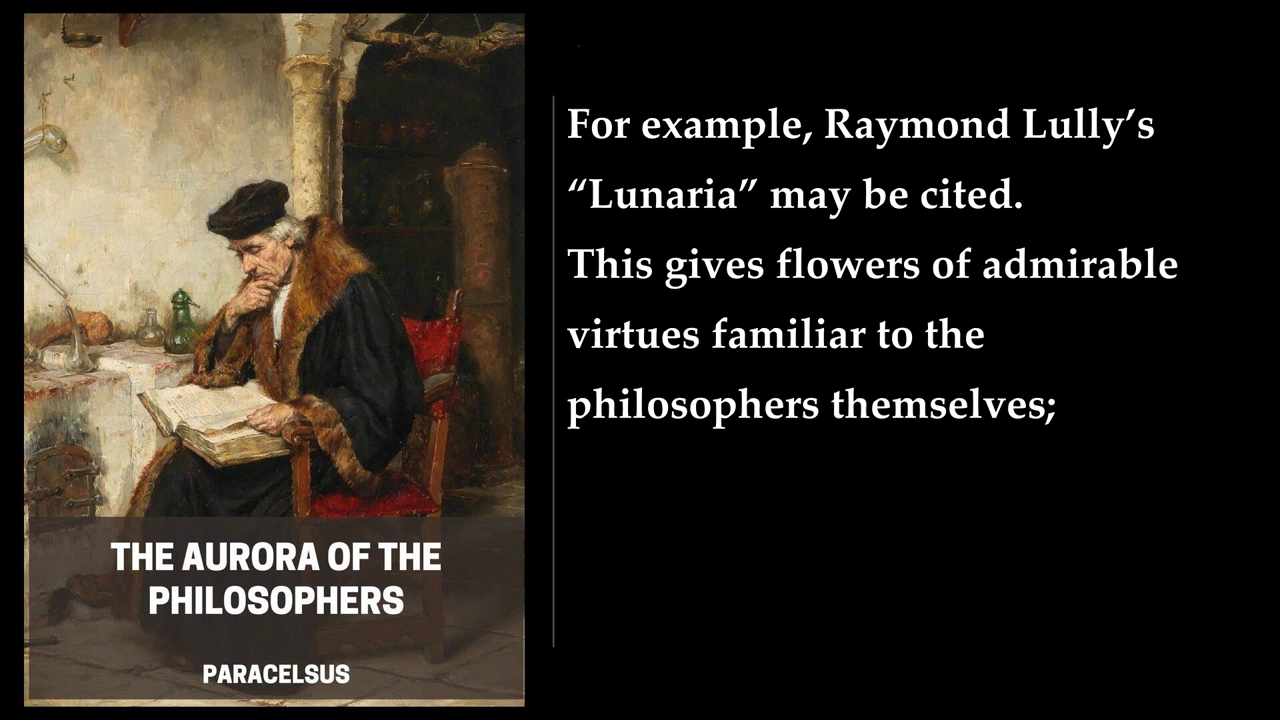 For example, Raymond Lully’s
“Lunaria” may be cited.
This gives flowers of admirable
virtues familiar to the
philosophers themselves;
THE AURORA OF THE
PHILOSOPHERS
PARACELSUS